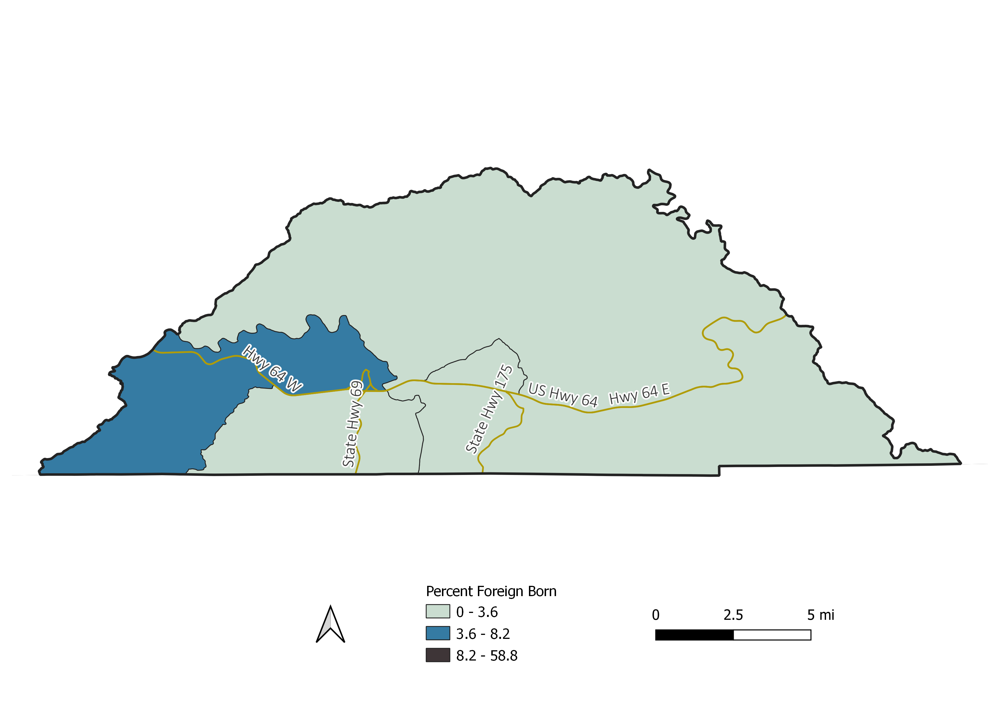 Hwy 64 W
State Hwy 69
State Hwy 175
US Hwy 64
Hwy 64 E
Percent Foreign Born
0 - 3.6
3.6 - 8.2
8.2 - 58.8
0 2.5 5 mi